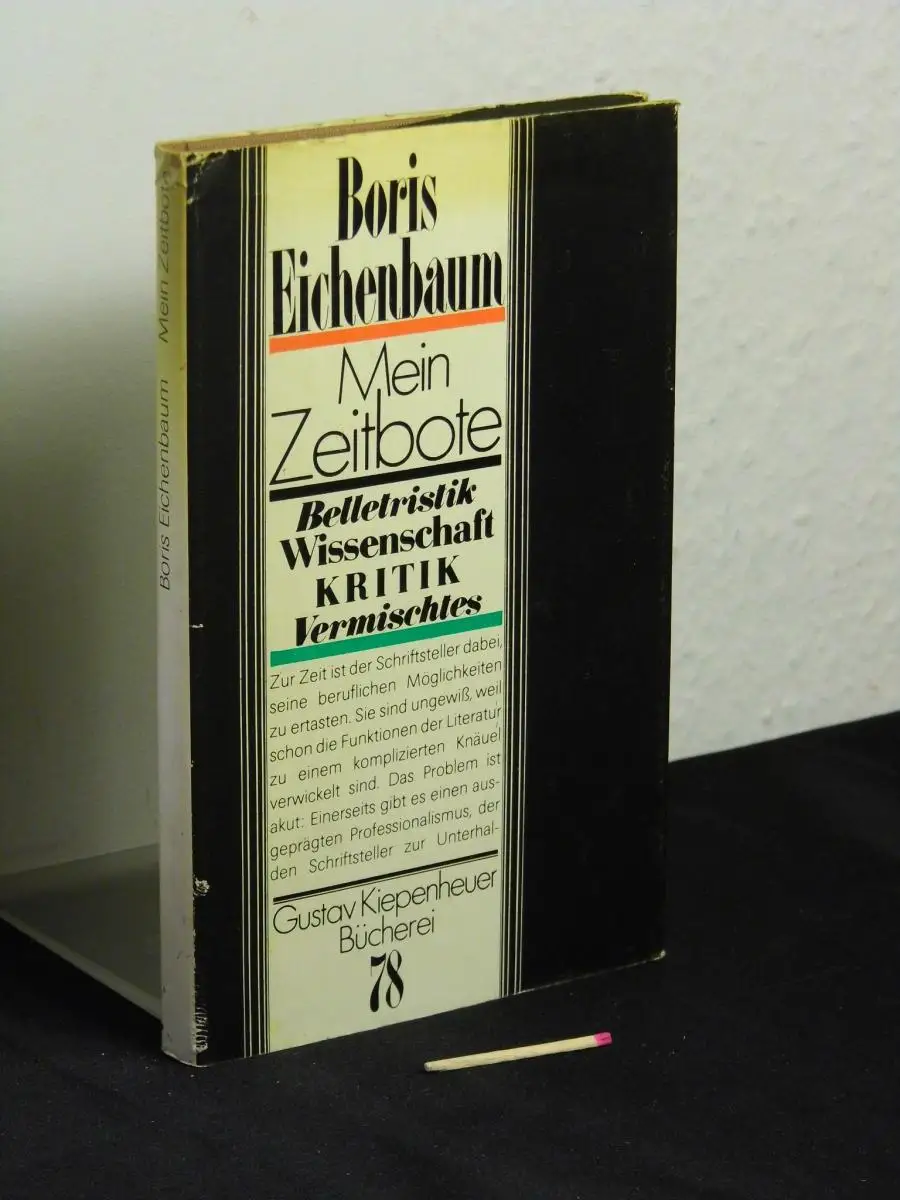 Boris
Eichenbaum
Mein
Zeitbote
Belletristik
Wissenschaft
KRITIK
Vermischtes
Zur Zeit ist der Schriftsteller dabei,
seine beruflichen Möglichkeiten
zu ertasten. Sie sind ungewiß, weil
schon die Funktionen der Literatur
zu einem komplizierten Knäuel
verwickelt sind. Das Problem ist
akut: Einerseits gibt es einen aus-
geprägten Professionalismus, der
den Schriftsteller zur Unterhal-
Gustav Kiepenheuer
Bücherei
78
Boris Eichenbaum Mein Zeitbote